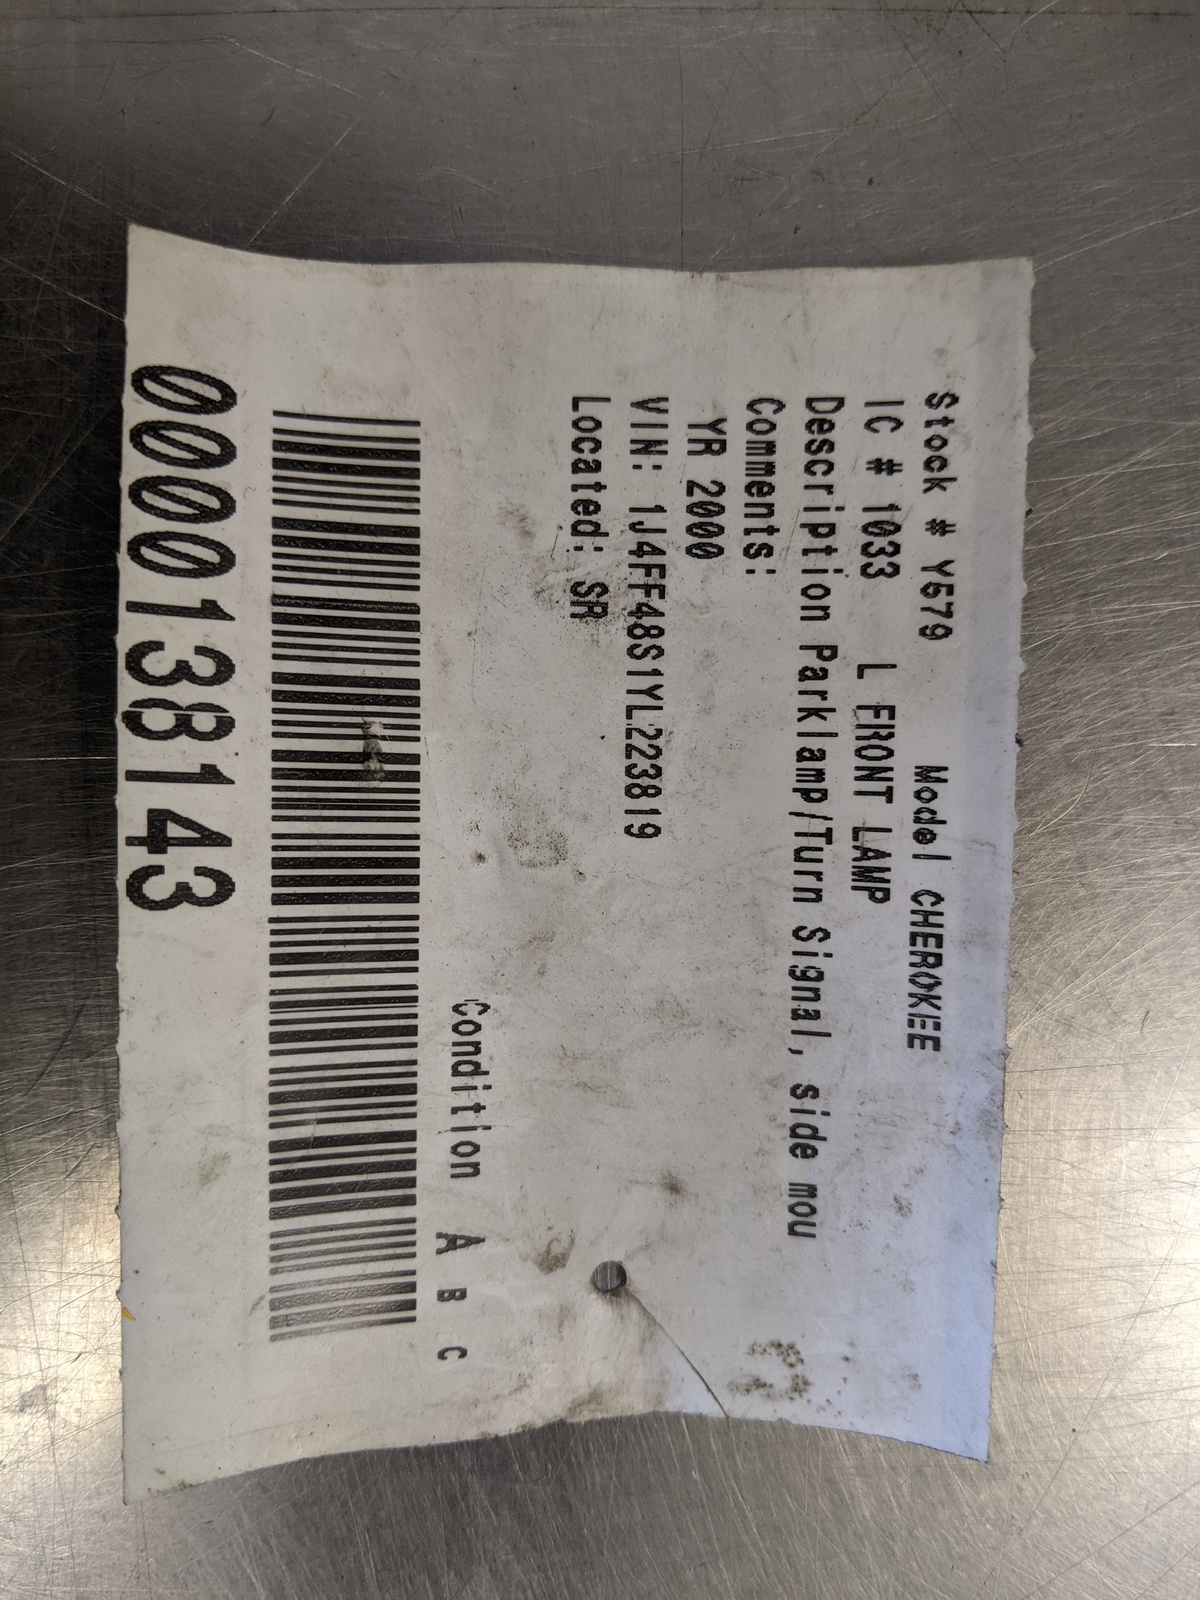 Stock # Y579 Model CHEROKEE
IC # 1033 L FRONT LAMP
Description Parklamp/Turn Signal, side mou
Comments:
YR 2000
VIN: 1J4FF48S1YL223819
Located: SR
Condition A B C
0000138143